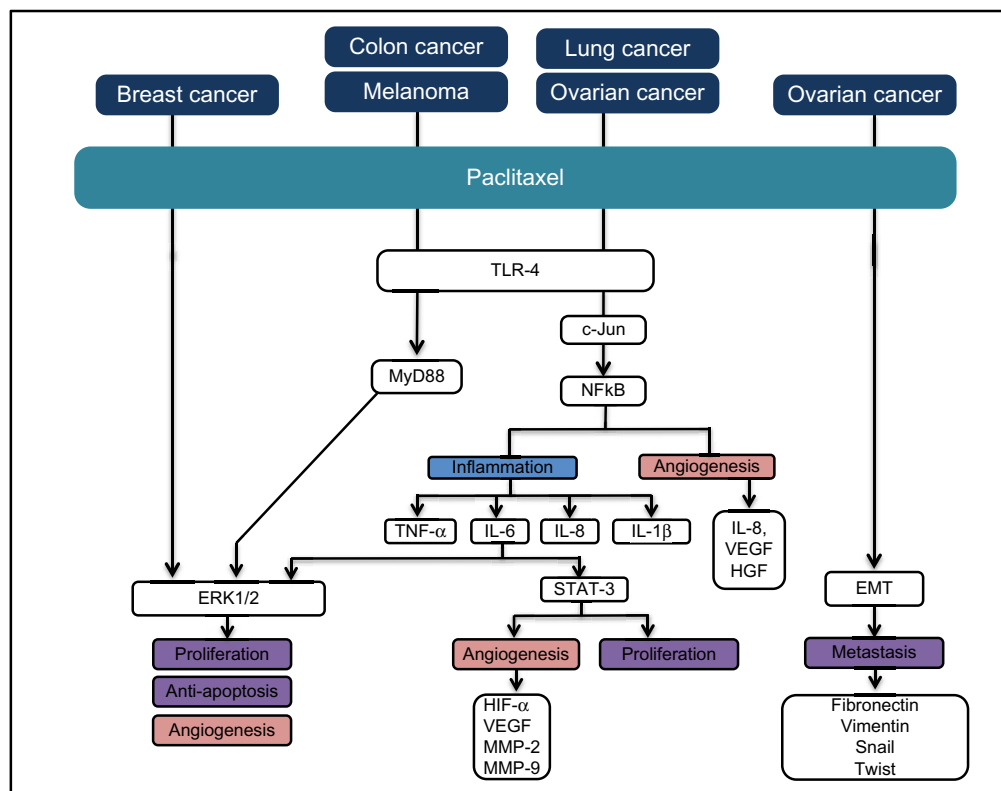 Colon cancer
Lung cancer
Breast cancer
Melanoma
Ovarian cancer
Ovarian cancer
Paclitaxel
TLR-4
c-Jun
MyD88
NFkB
Inflammation
Angiogenesis
TNF-α
IL-6
IL-8
IL-1β
IL-8,
VEGF
HGF
ERK1/2
STAT-3
EMT
Proliferation
Anti-apoptosis
Angiogenesis
Angiogenesis
Proliferation
Metastasis
HIF-α
VEGF
MMP-2
MMP-9
Fibronectin
Vimentin
Snail
Twist